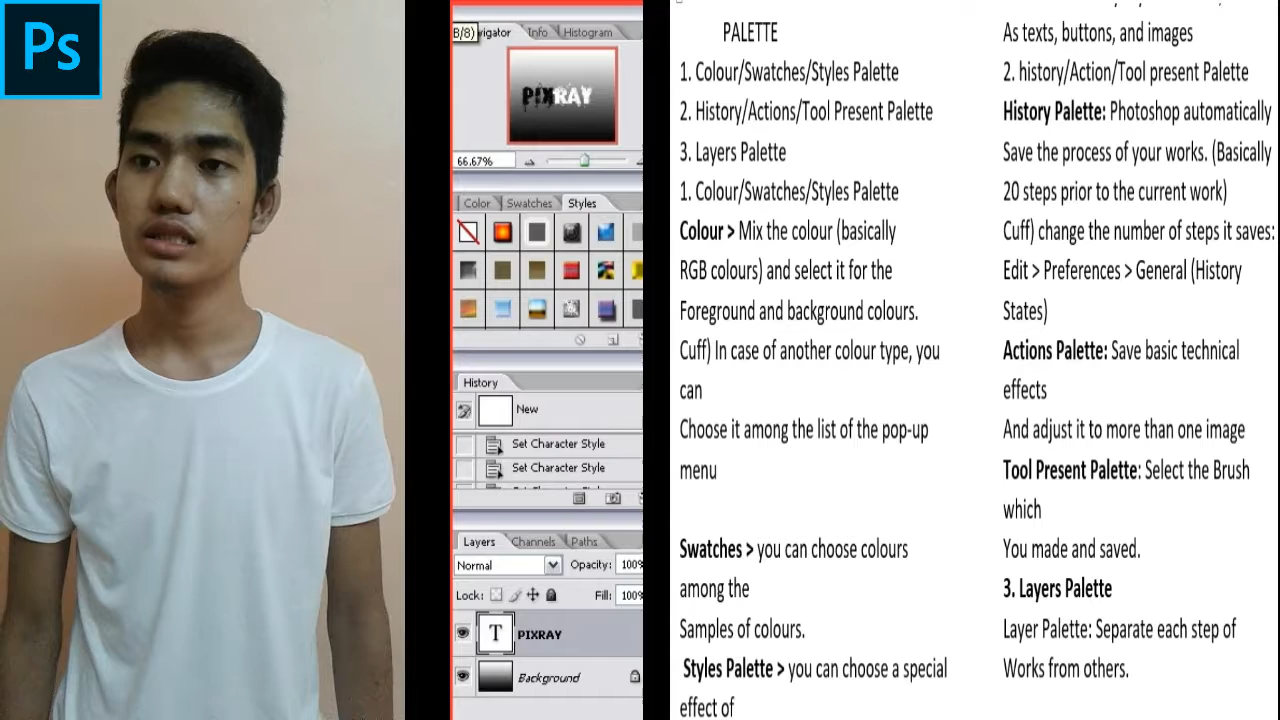 Ps
B/8)
vigator Info Histogram
PIXRAY
66.67%
Color Swatches Styles
History
New
Set Character Style
Set Character Style
Layers Channels Paths
Normal Opacity: 100%
Lock: Fill: 100%
T PIXRAY
Background
PALETTE
1. Colour/Swatches/Styles Palette
2. History/Actions/Tool Present Palette
3. Layers Palette
1. Colour/Swatches/Styles Palette
Colour > Mix the colour (basically
RGB colours) and select it for the
Foreground and background colours.
Cuff) In case of another colour type, you
can
Choose it among the list of the pop-up
menu
Swatches > you can choose colours
among the
Samples of colours.
Styles Palette > you can choose a special
effect of
As texts, buttons, and images
2. history/Action/Tool present Palette
History Palette: Photoshop automatically
Save the process of your works. (Basically
20 steps prior to the current work)
Cuff) change the number of steps it saves:
Edit > Preferences > General (History
States)
Actions Palette: Save basic technical
effects
And adjust it to more than one image
Tool Present Palette: Select the Brush
which
You made and saved.
3. Layers Palette
Layer Palette: Separate each step of
Works from others.